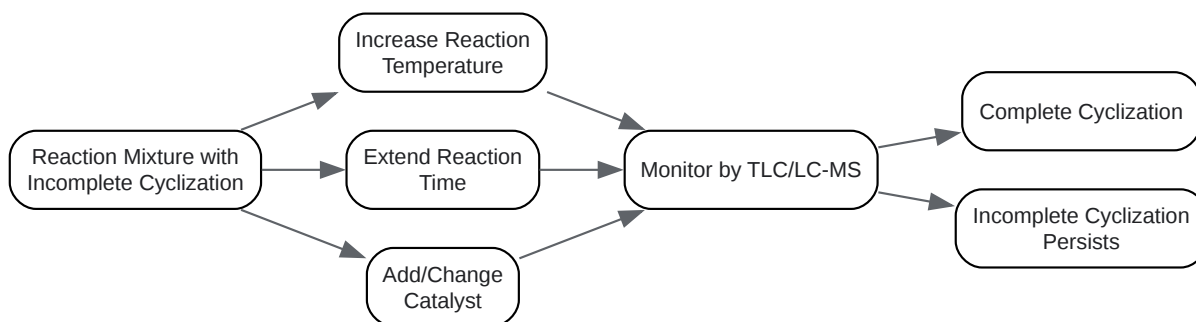 Increase Reaction
Temperature
Reaction Mixture with
Incomplete Cyclization
Extend Reaction
Time
Add/Change
Catalyst
Monitor by TLC/LC-MS
Complete Cyclization
Incomplete Cyclization
Persists